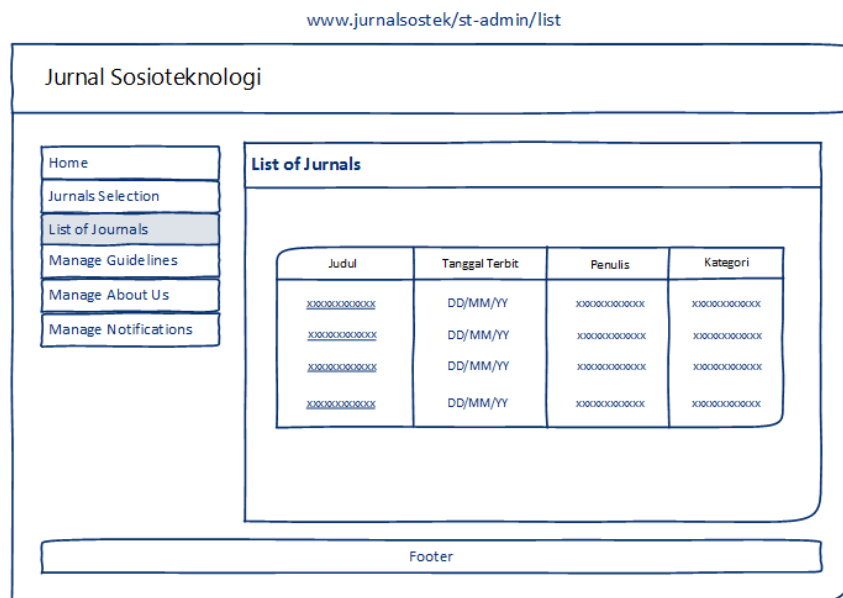 www.jurnalsostek/st-admin/list
Jurnal Sosioteknologi
Home
Jurnals Selection
List of Journals
Manage Guidelines
Manage About Us
Manage Notifications
List of Jurnals
Judul Tanggal Terbit Penulis Kategori
xxxxxxxxxxxx DD/MM/YY xxxxxxxxxxxx xxxxxxxxxxxx
xxxxxxxxxxxx DD/MM/YY xxxxxxxxxxxx xxxxxxxxxxxx
xxxxxxxxxxxx DD/MM/YY xxxxxxxxxxxx xxxxxxxxxxxx
xxxxxxxxxxxx DD/MM/YY xxxxxxxxxxxx xxxxxxxxxxxx
Footer